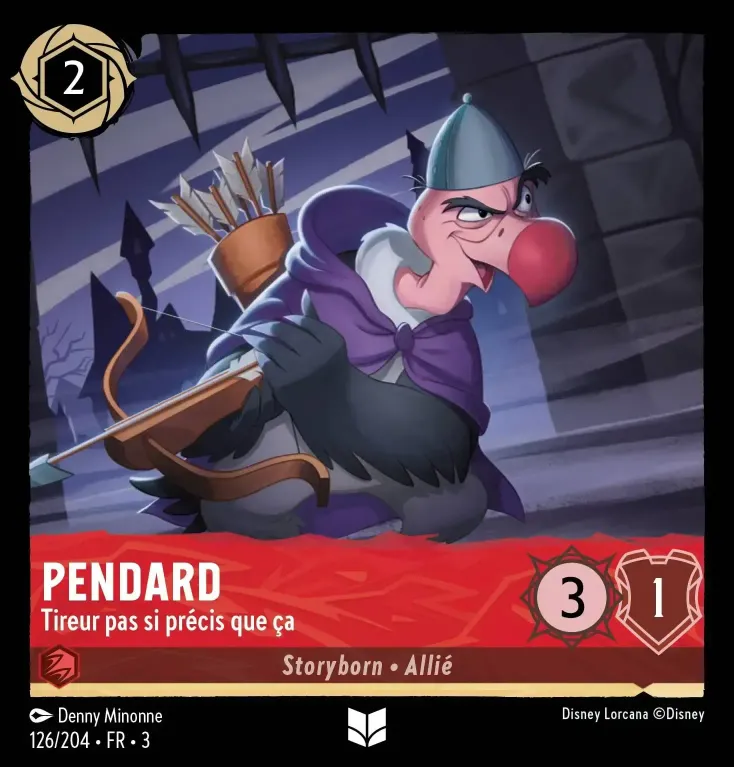 2
PENDARD
Tireur pas si précis que ça
3
1
Storyborn • Allié
Denny Minonne
Disney Lorcana ©Disney
126/204 • FR • 3